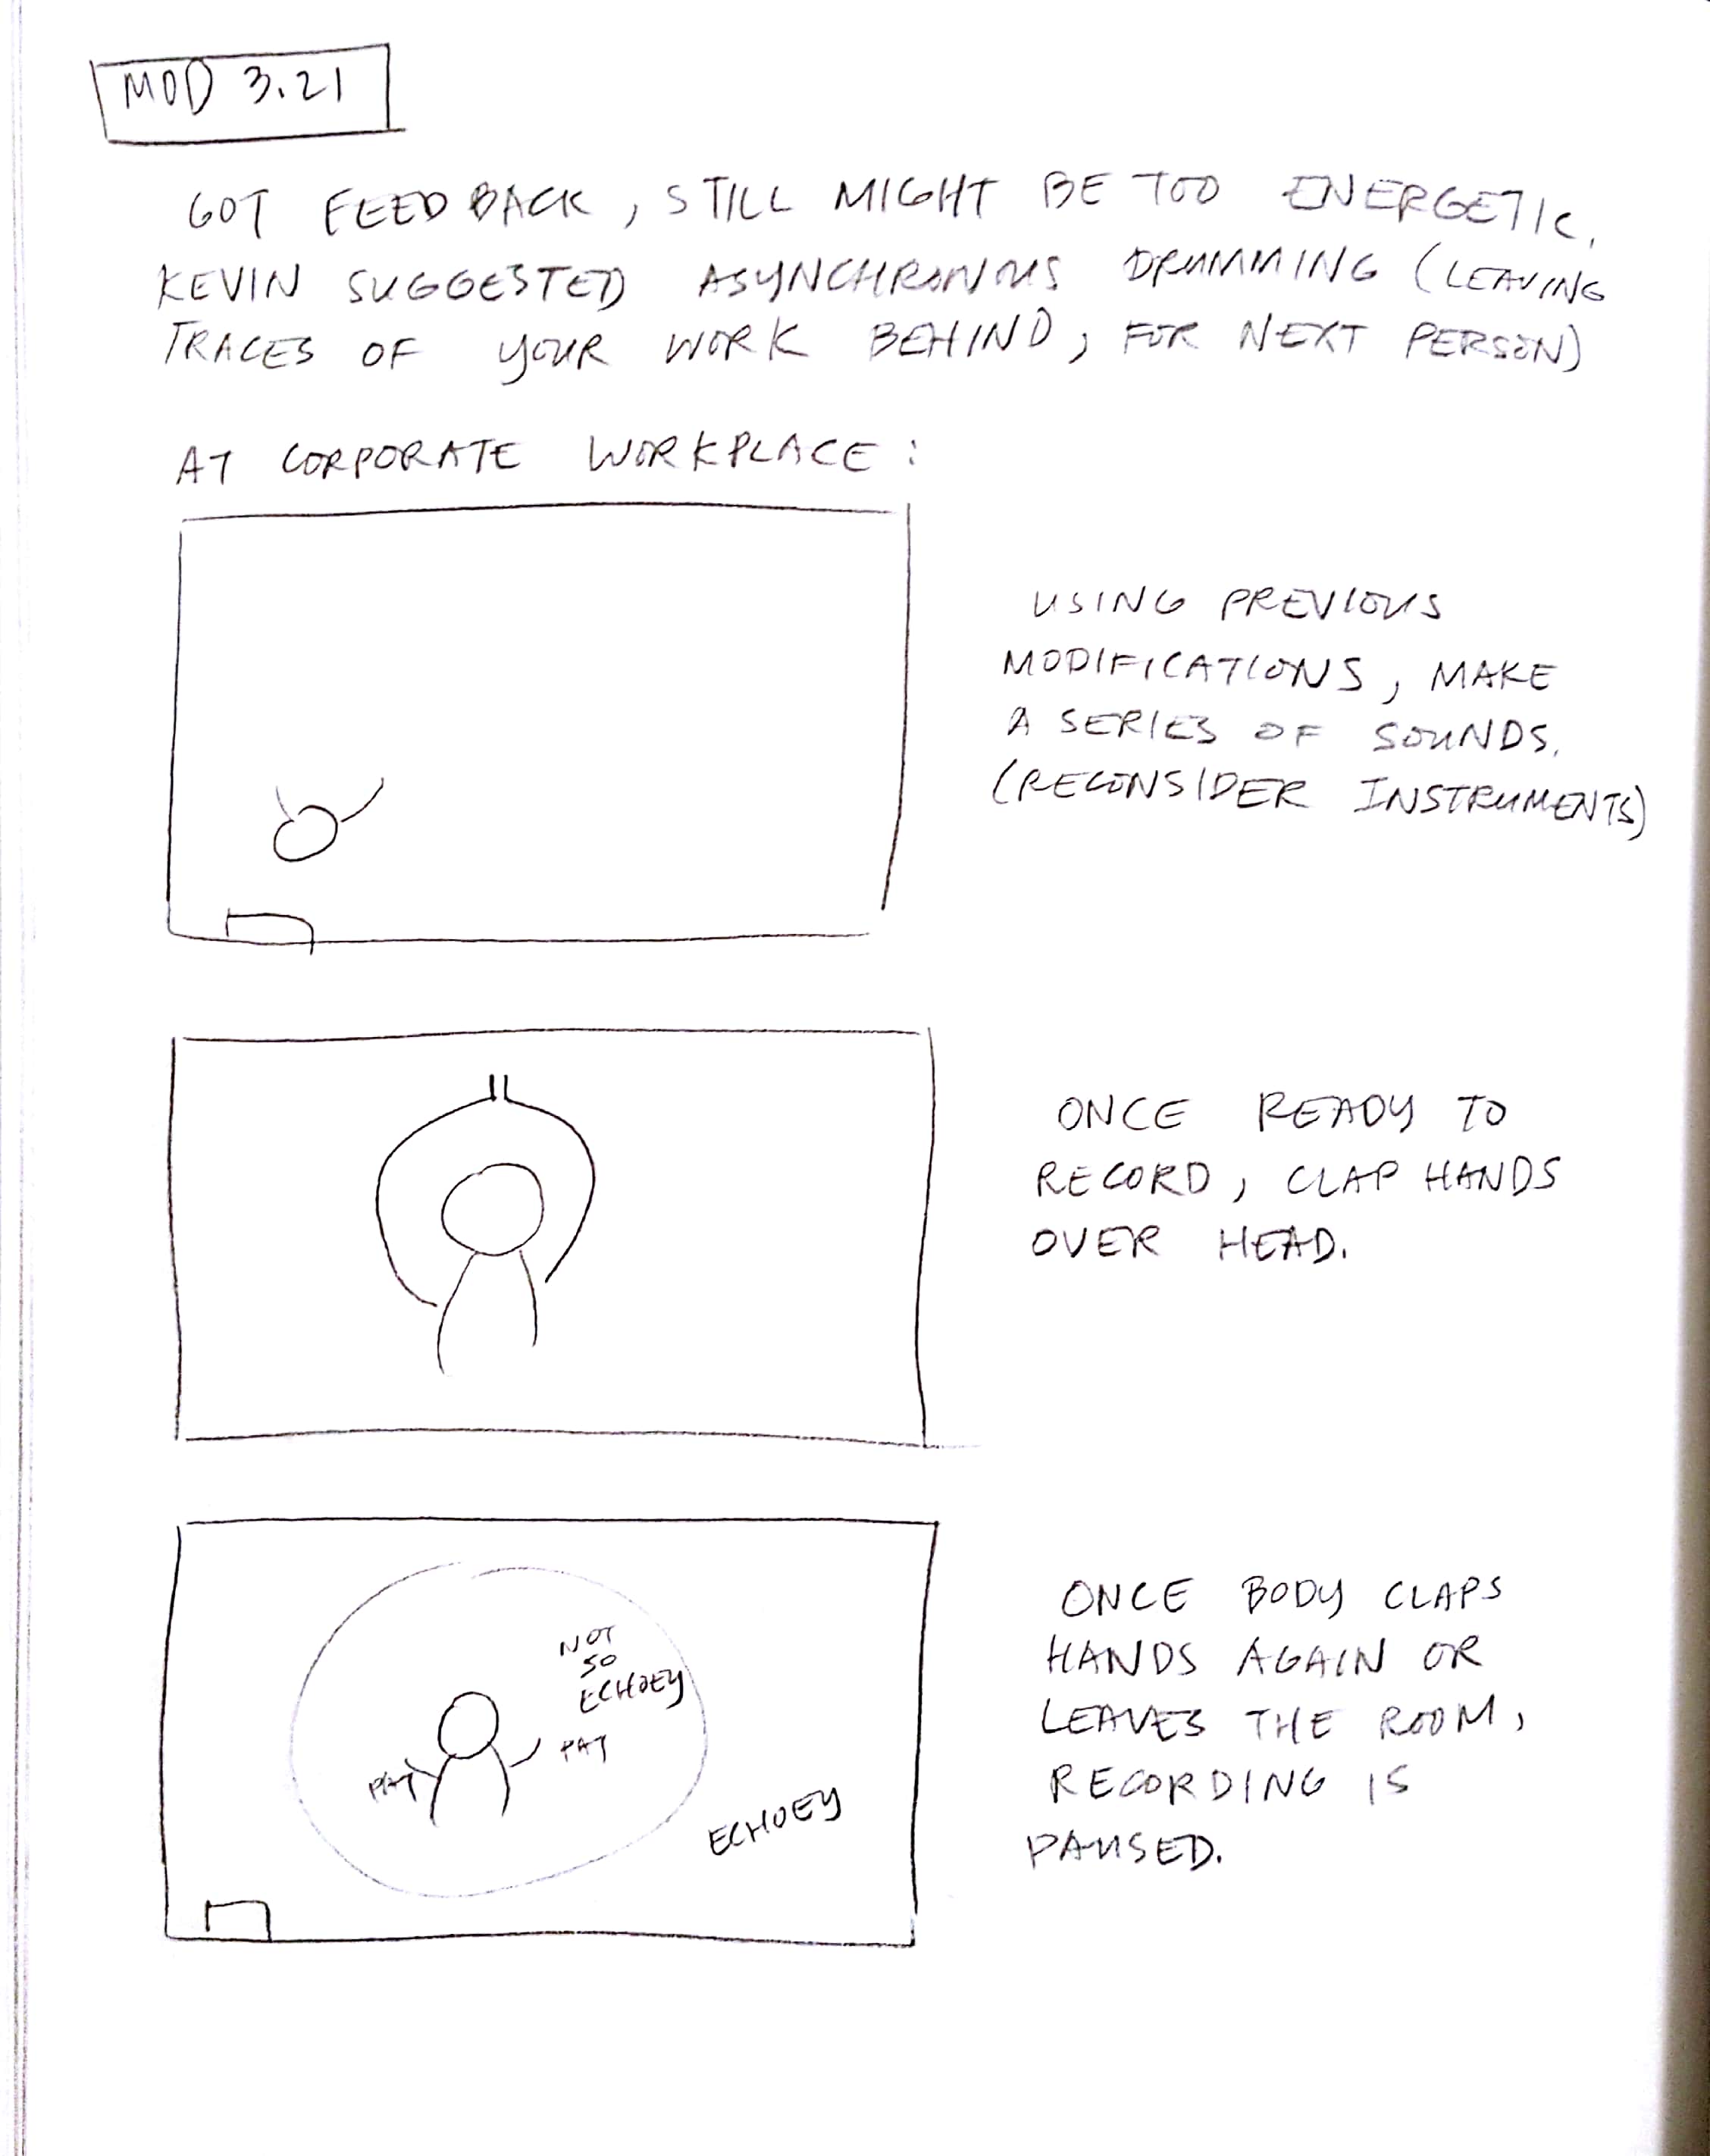 MOD 3.21
GOT FEEDBACK, STILL MIGHT BE TOO ENERGETIC.
KEVIN SUGGESTED ASYNCHRONOUS DRUMMING (LEAVING
TRACES OF YOUR WORK BEHIND, FOR NEXT PERSON)
AT CORPORATE WORKPLACE:
USING PREVIOUS
MODIFICATIONS, MAKE
A SERIES OF SOUNDS.
(RECONSIDER INSTRUMENTS)
ONCE READY TO
RECORD, CLAP HANDS
OVER HEAD.
NOT
SO
ECHOEY
PAT
PAT
ECHOEY
ONCE BODY CLAPS
HANDS AGAIN OR
LEAVES THE ROOM,
RECORDING IS
PAUSED.